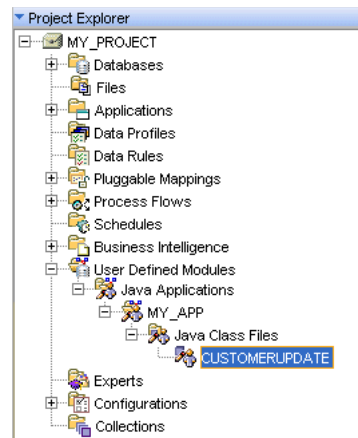 Project Explorer
MY_PROJECT
Databases
Files
Applications
Data Profiles
Data Rules
Pluggable Mappings
Process Flows
Schedules
Business Intelligence
User Defined Modules
Java Applications
MY_APP
Java Class Files
CUSTOMERUPDATE
Experts
Configurations
Collections